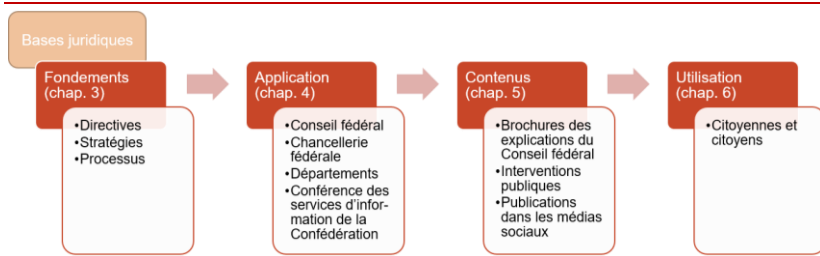 Bases juridiques
Fondements
(chap. 3)
•Directives
•Stratégies
•Processus
Application
(chap. 4)
•Conseil fédéral
•Chancellerie
fédérale
•Départements
•Conférence des
services d'infor-
mation de la
Confédération
Contenus
(chap. 5)
•Brochures des
explications du
Conseil fédéral
•Interventions
publiques
•Publications
dans les médias
sociaux
Utilisation
(chap. 6)
•Citoyennes et
citoyens